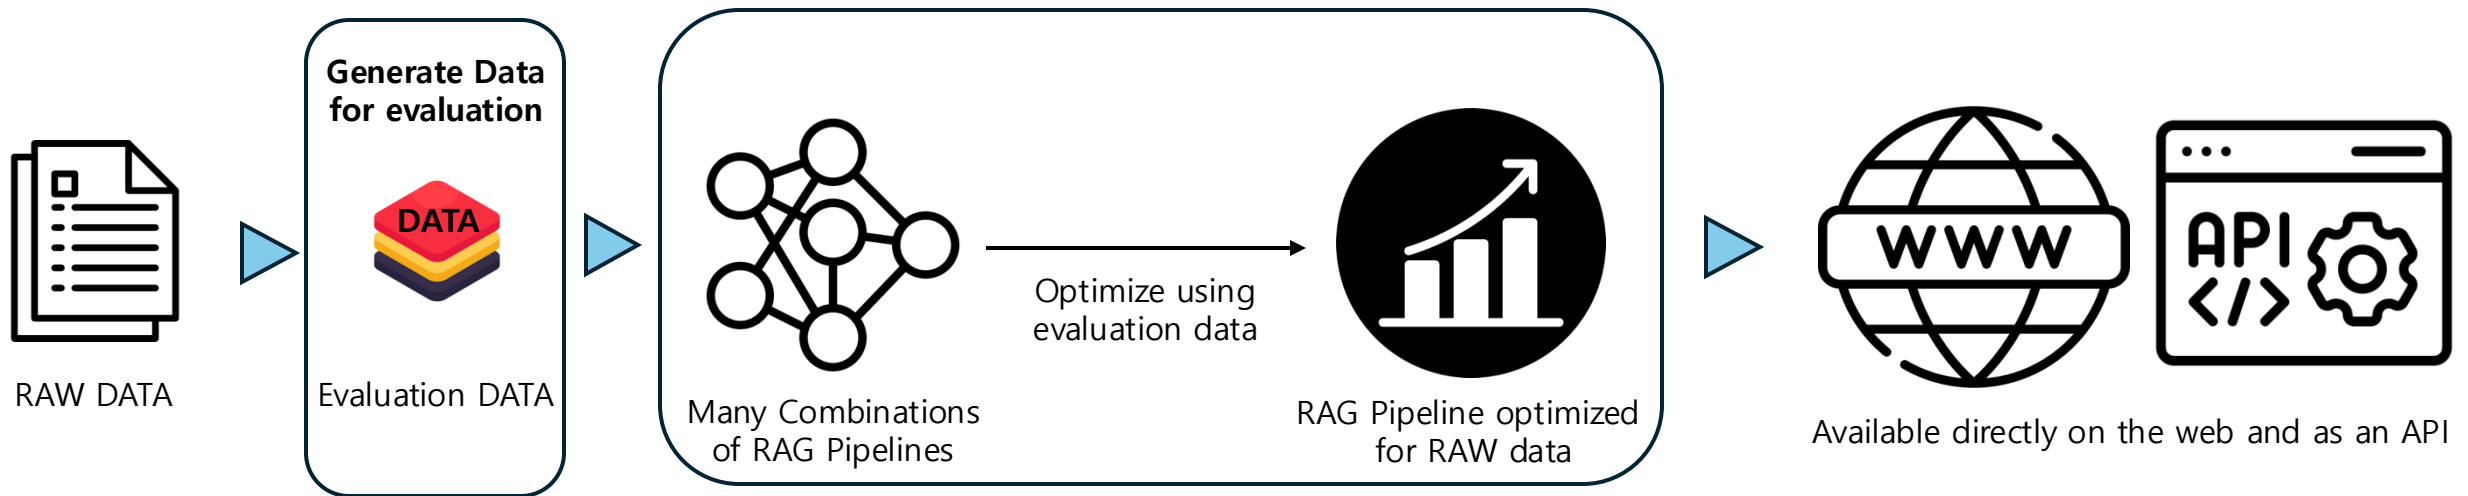 RAW DATA
Generate Data
for evaluation
DATA
Evaluation DATA
Many Combinations
of RAG Pipelines
Optimize using
evaluation data
RAG Pipeline optimized
for RAW data
WWW
API
</>
Available directly on the web and as an API